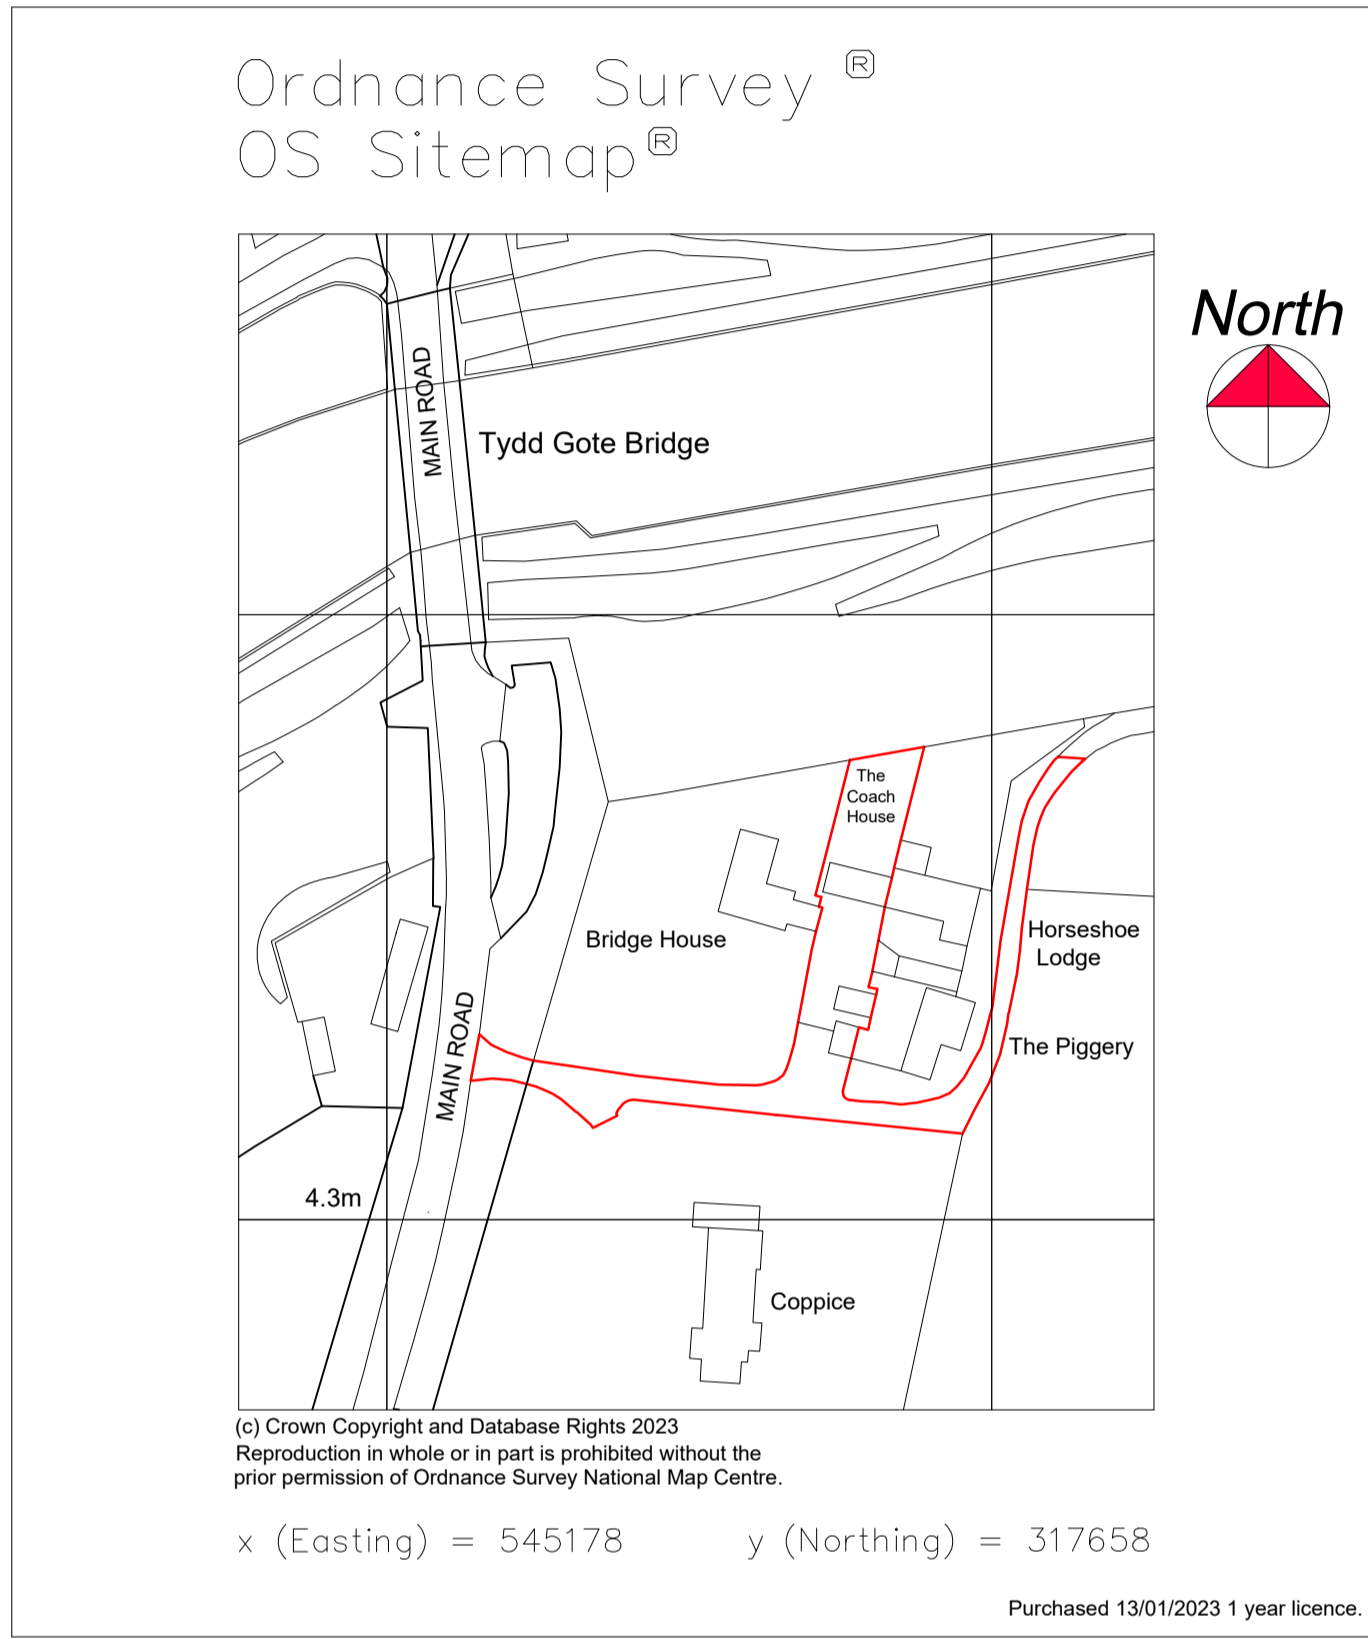 Ordnance Survey ®
OS Sitemap®
North
MAIN ROAD
Tydd Gote Bridge
The
Coach
House
Bridge House
Horseshoe
Lodge
MAIN ROAD
The Piggery
4.3m
Coppice
(c) Crown Copyright and Database Rights 2023
Reproduction in whole or in part is prohibited without the
prior permission of Ordnance Survey National Map Centre.
x (Easting) = 545178 y (Northing) = 317658
Purchased 13/01/2023 1 year licence.